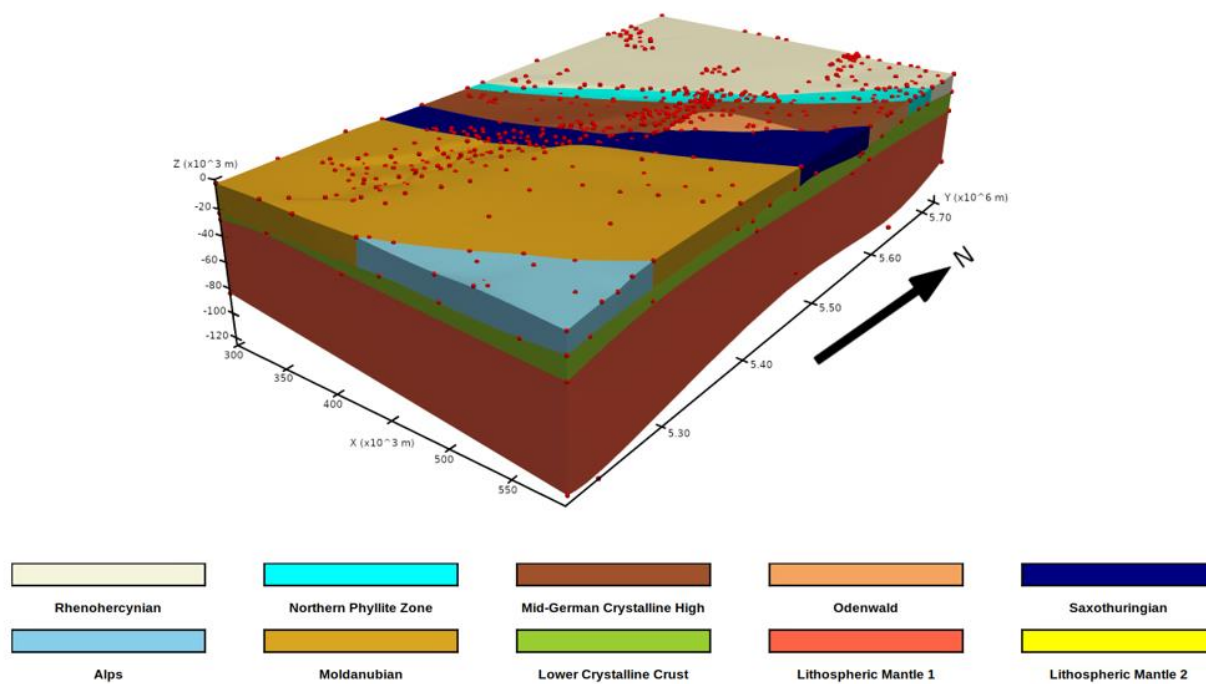 Z (x10^3 m)
0
-20
-40
-60
-80
-100
-120
300
350
400
X (x10^3 m)
500
550
5.30
5.40
5.50
5.60
5.70
Y (x10^6 m)
N
Rhenohercynian Northern Phyllite Zone Mid-German Crystalline High Odenwald Saxothuringian
Alps Moldanubian Lower Crystalline Crust Lithospheric Mantle 1 Lithospheric Mantle 2